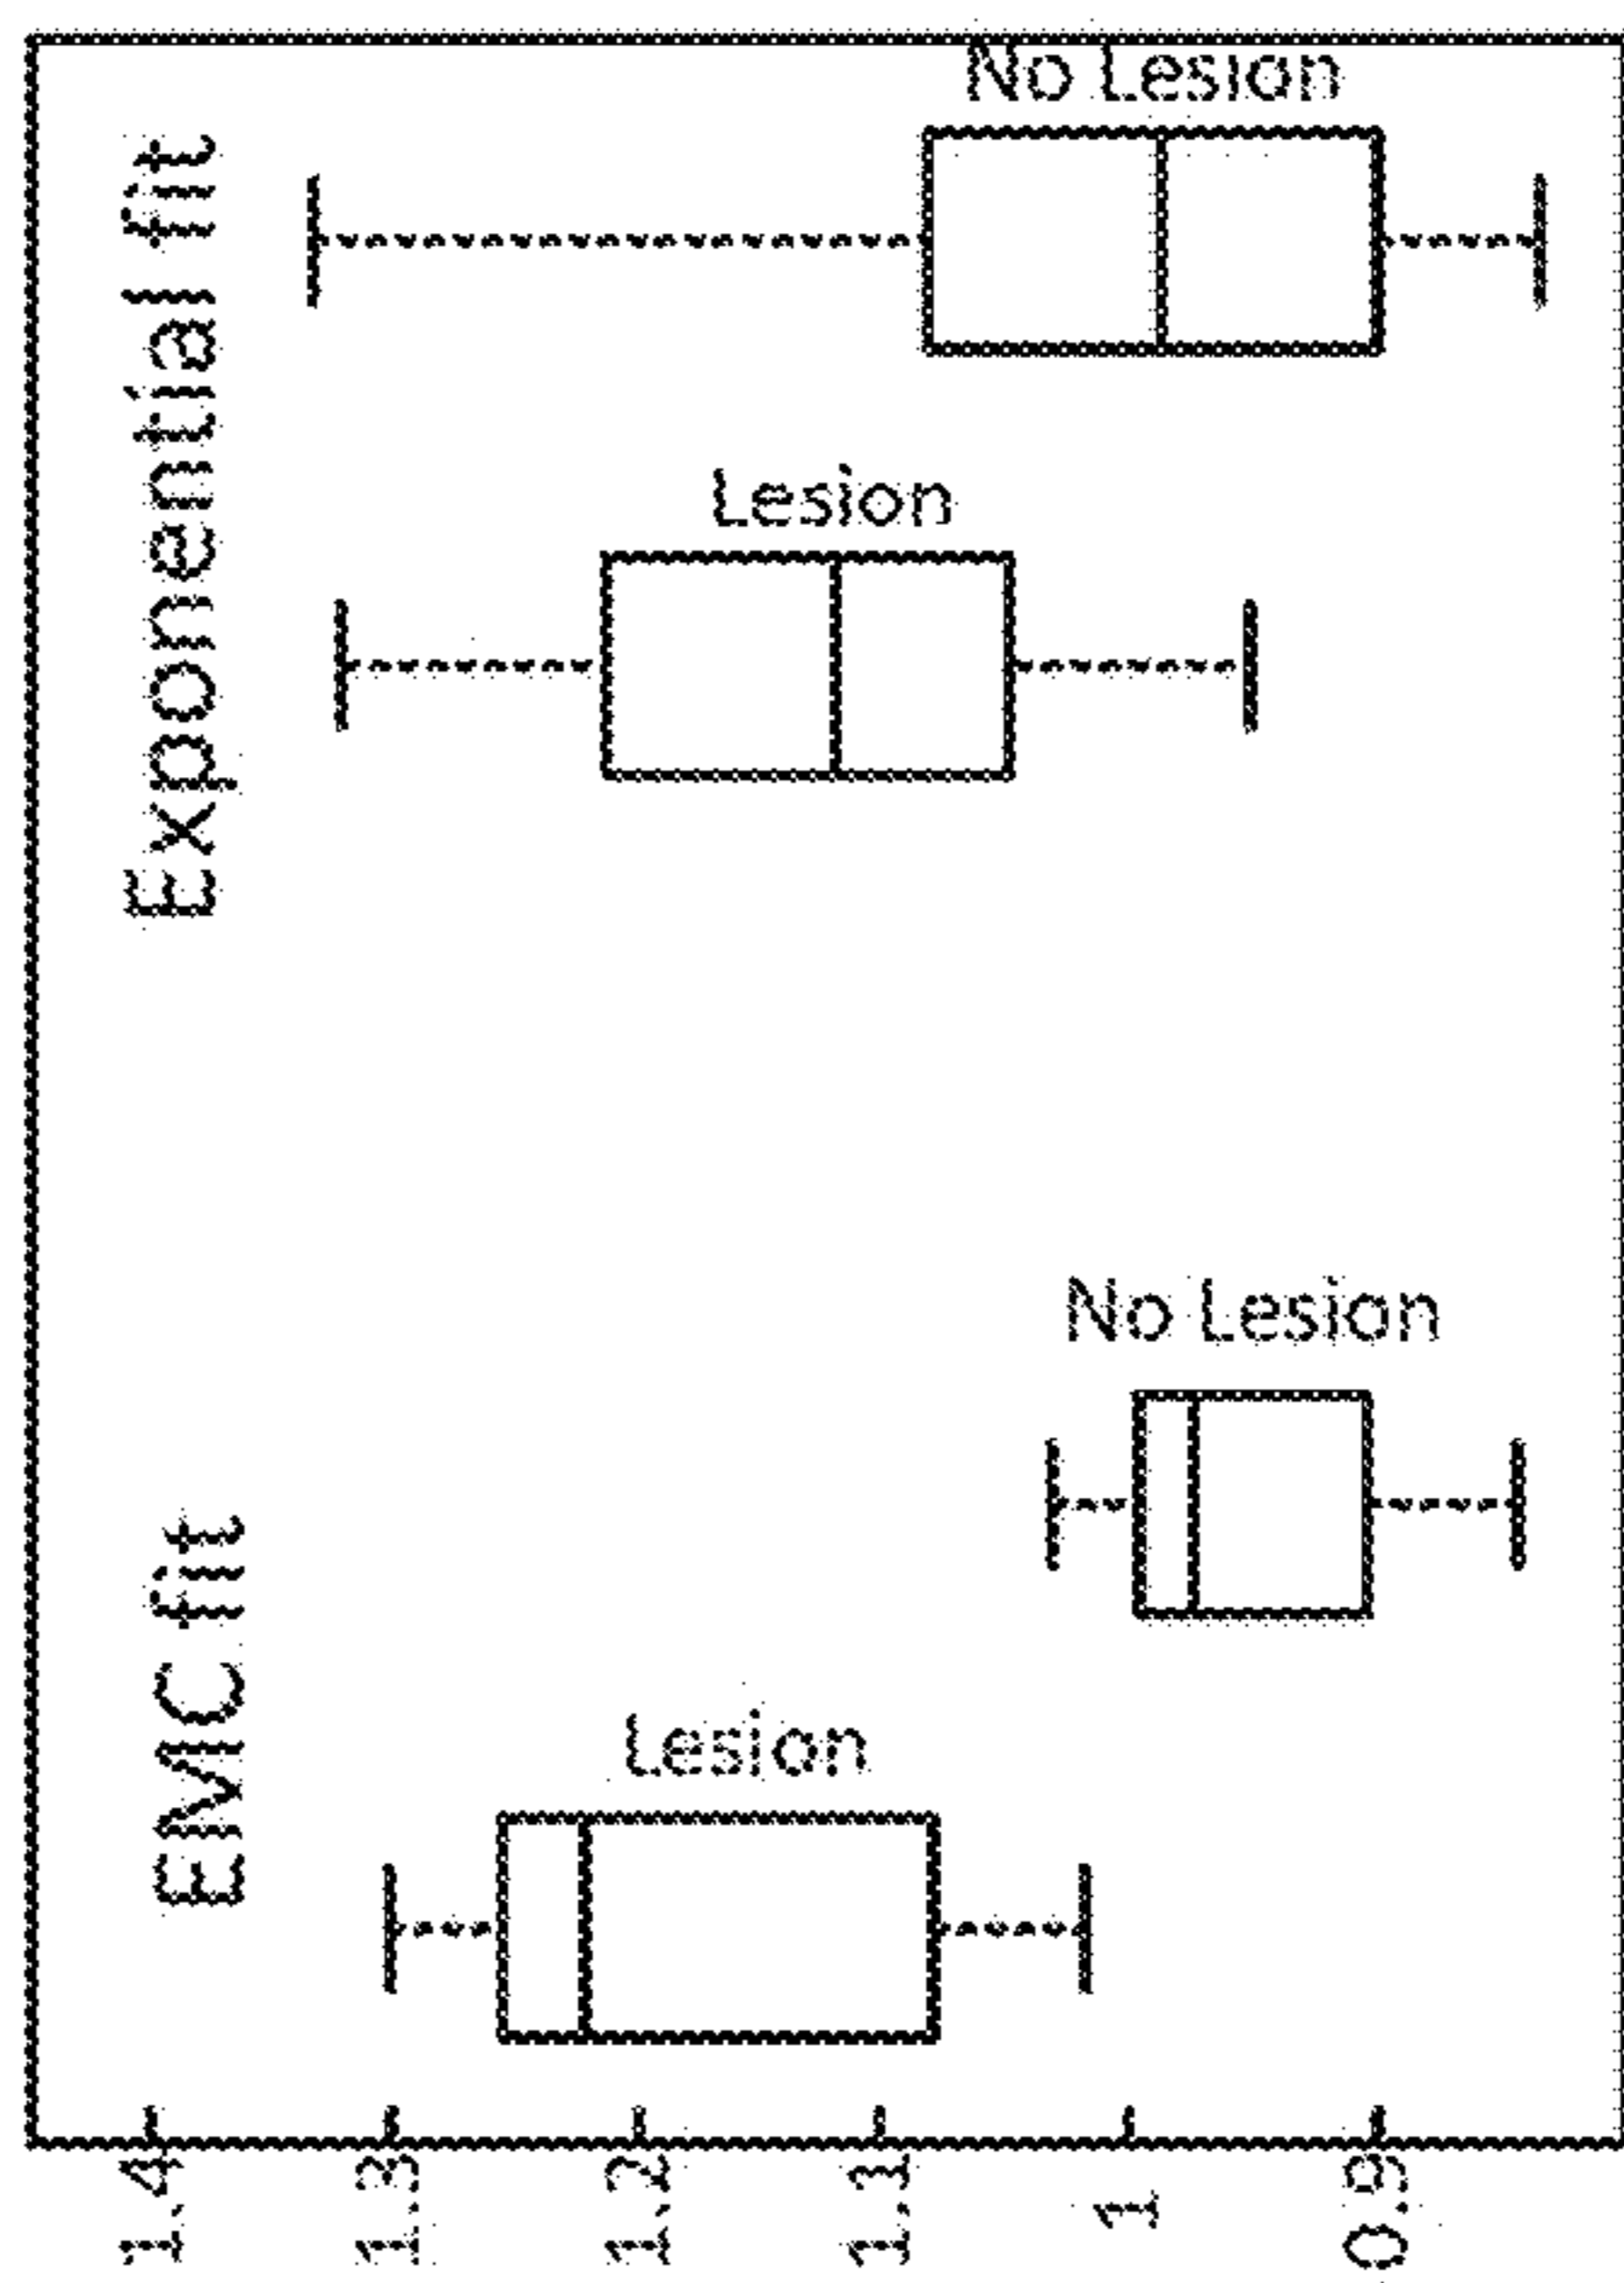 Exponential fit
No Lesion
Lesion
EMC fit
No Lesion
Lesion
1.4
1.3
1.2
1.1
1
0.9